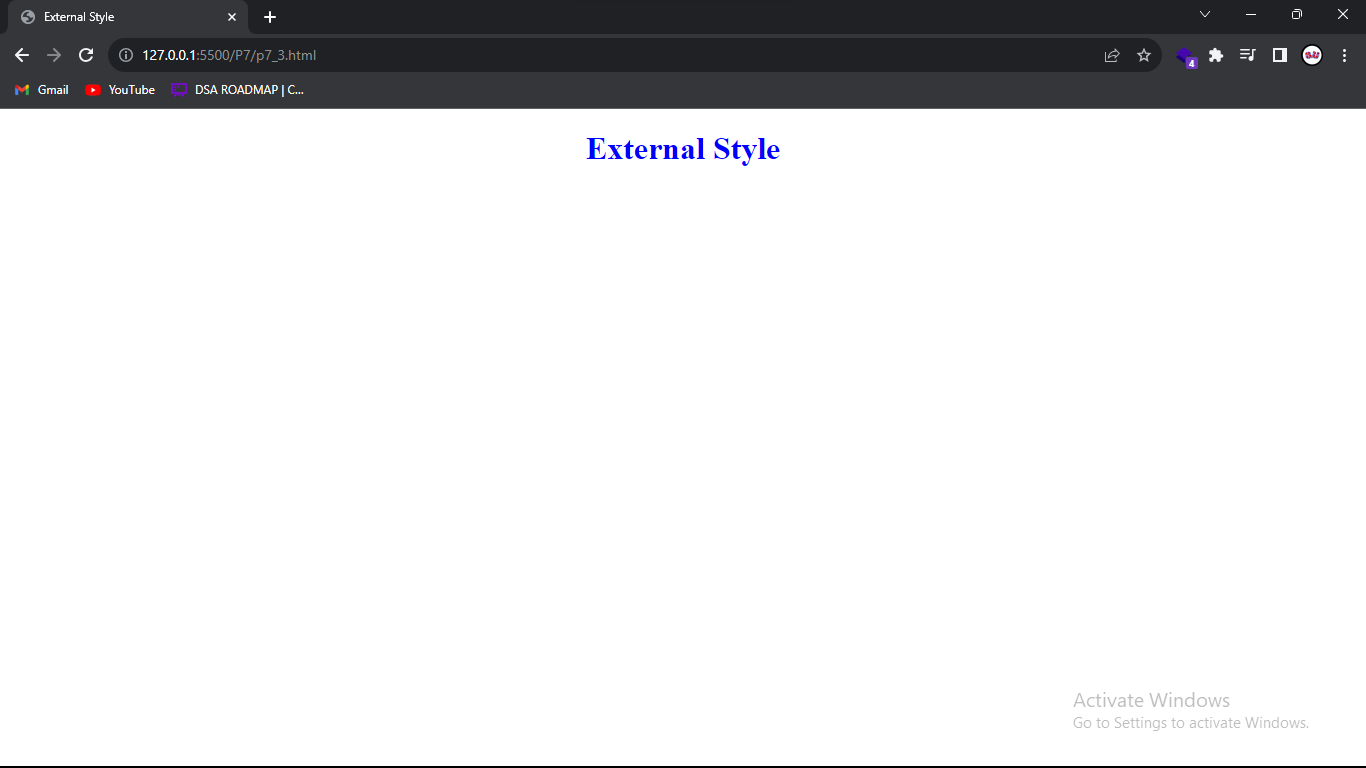 External Style
127.0.0.1:5500/P7/p7_3.html
4
Gmail
YouTube
DSA ROADMAP | C...
External Style
Activate Windows
Go to Settings to activate Windows.